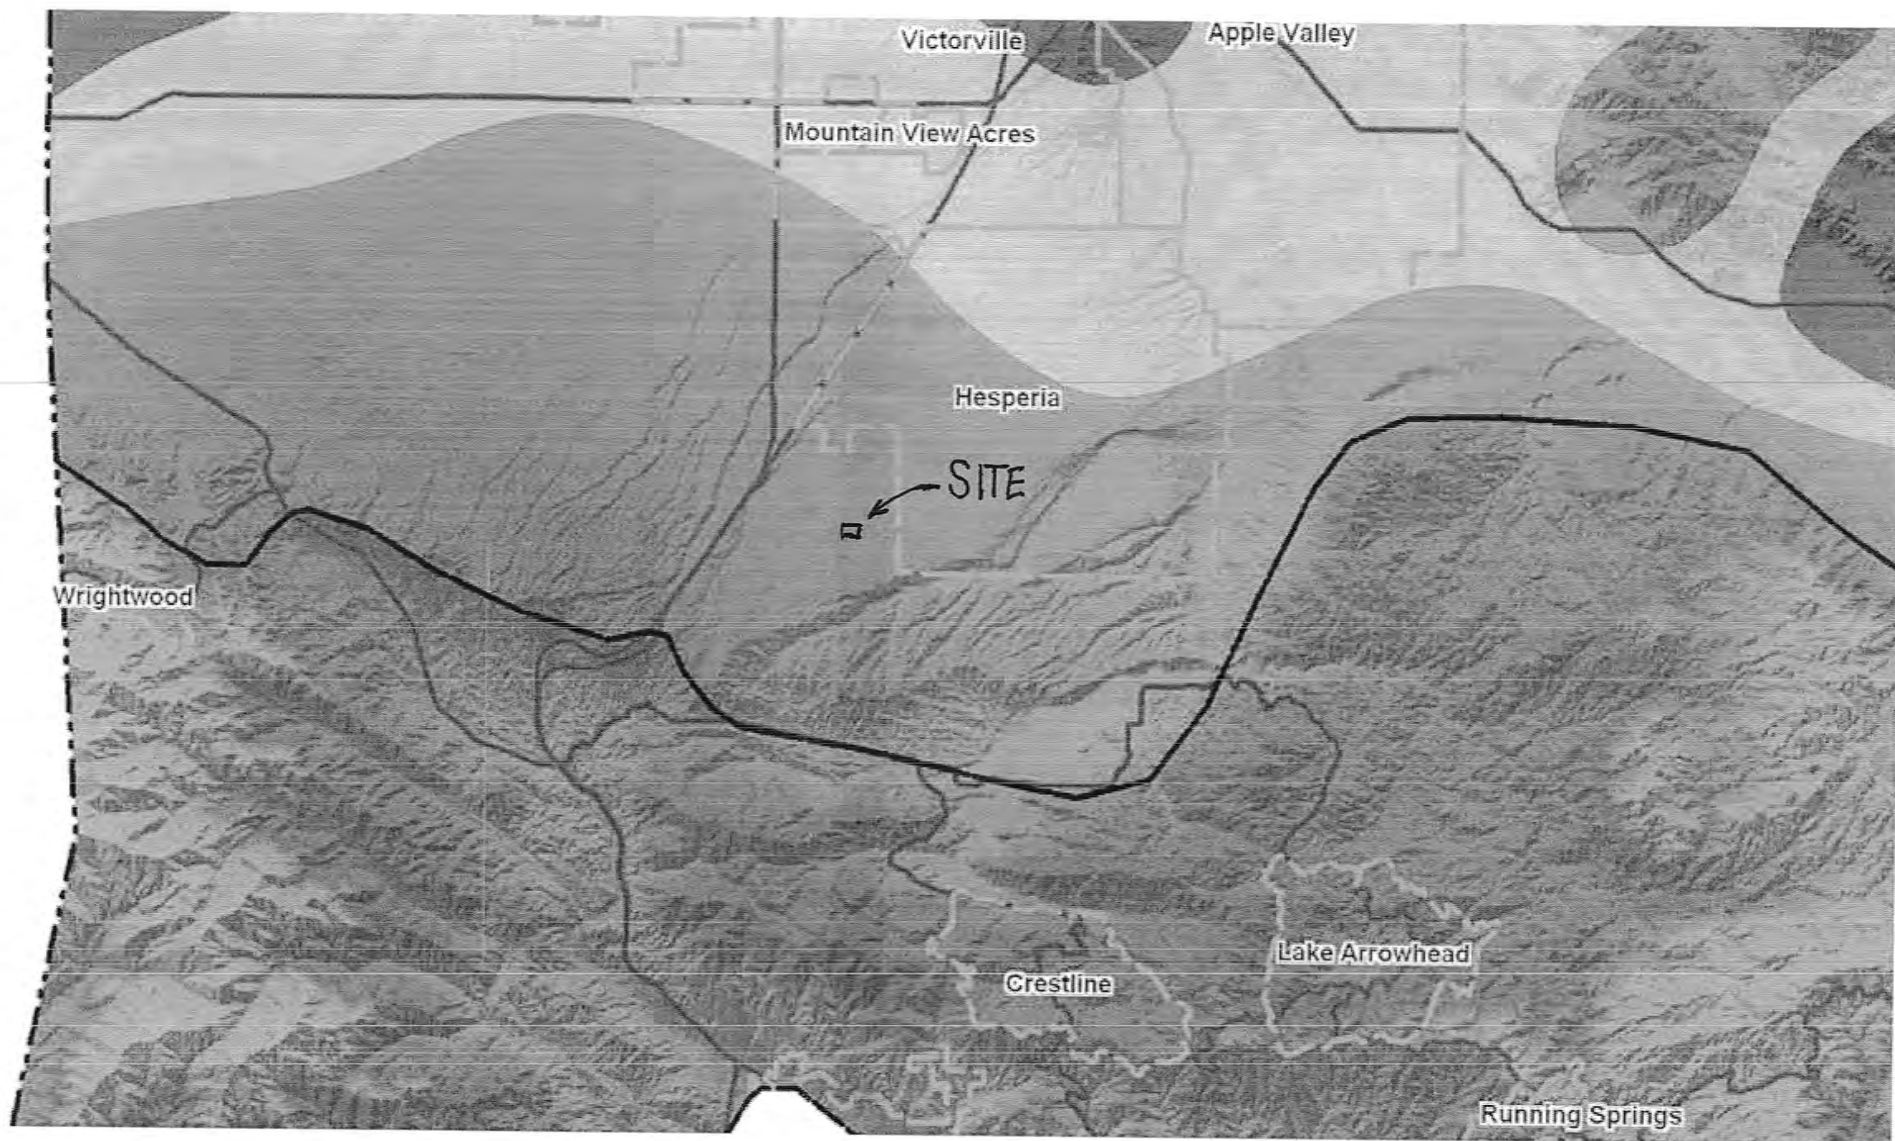 Victorville
Apple Valley
Mountain View Acres
Hesperia
SITE
Wrightwood
Lake Arrowhead
Crestline
Running Springs